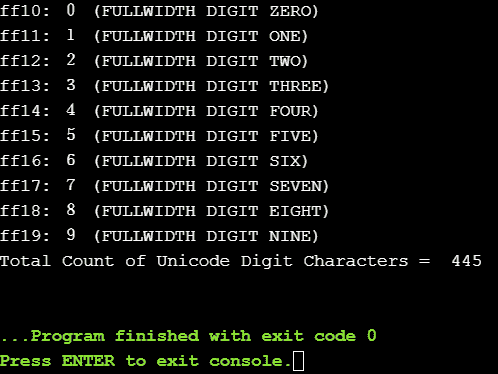 ff10: ０ (FULLWIDTH DIGIT ZERO)
ff11: １ (FULLWIDTH DIGIT ONE)
ff12: ２ (FULLWIDTH DIGIT TWO)
ff13: ３ (FULLWIDTH DIGIT THREE)
ff14: ４ (FULLWIDTH DIGIT FOUR)
ff15: ５ (FULLWIDTH DIGIT FIVE)
ff16: ６ (FULLWIDTH DIGIT SIX)
ff17: ７ (FULLWIDTH DIGIT SEVEN)
ff18: ８ (FULLWIDTH DIGIT EIGHT)
ff19: ９ (FULLWIDTH DIGIT NINE)
Total Count of Unicode Digit Characters =  445
...Program finished with exit code 0
Press ENTER to exit console.